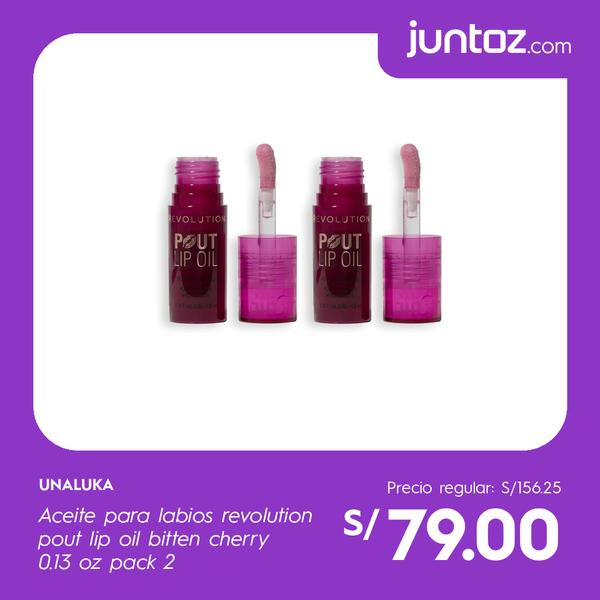 juntoz.com
REVOLUTION
POUT
LIP OIL
REVOLUTION
POUT
LIP OIL
UNALUKA
Aceite para labios revolution
pout lip oil bitten cherry
0.13 oz pack 2
Precio regular: S/156.25
S/79.00